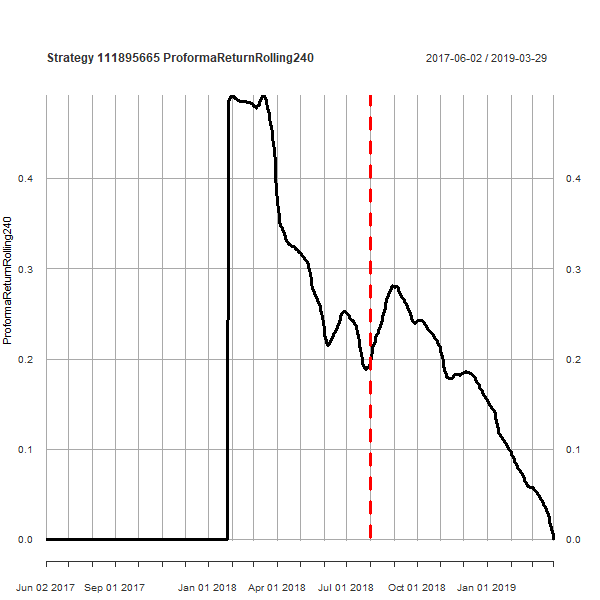 Strategy 111895665 ProformaReturnRolling240
2017-06-02 / 2019-03-29
ProformaReturnRolling240
0.4 0.4
0.3 0.3
0.2 0.2
0.1 0.1
0.0 0.0
Jun 02 2017 Sep 01 2017 Jan 01 2018 Apr 01 2018 Jul 01 2018 Oct 01 2018 Jan 01 2019